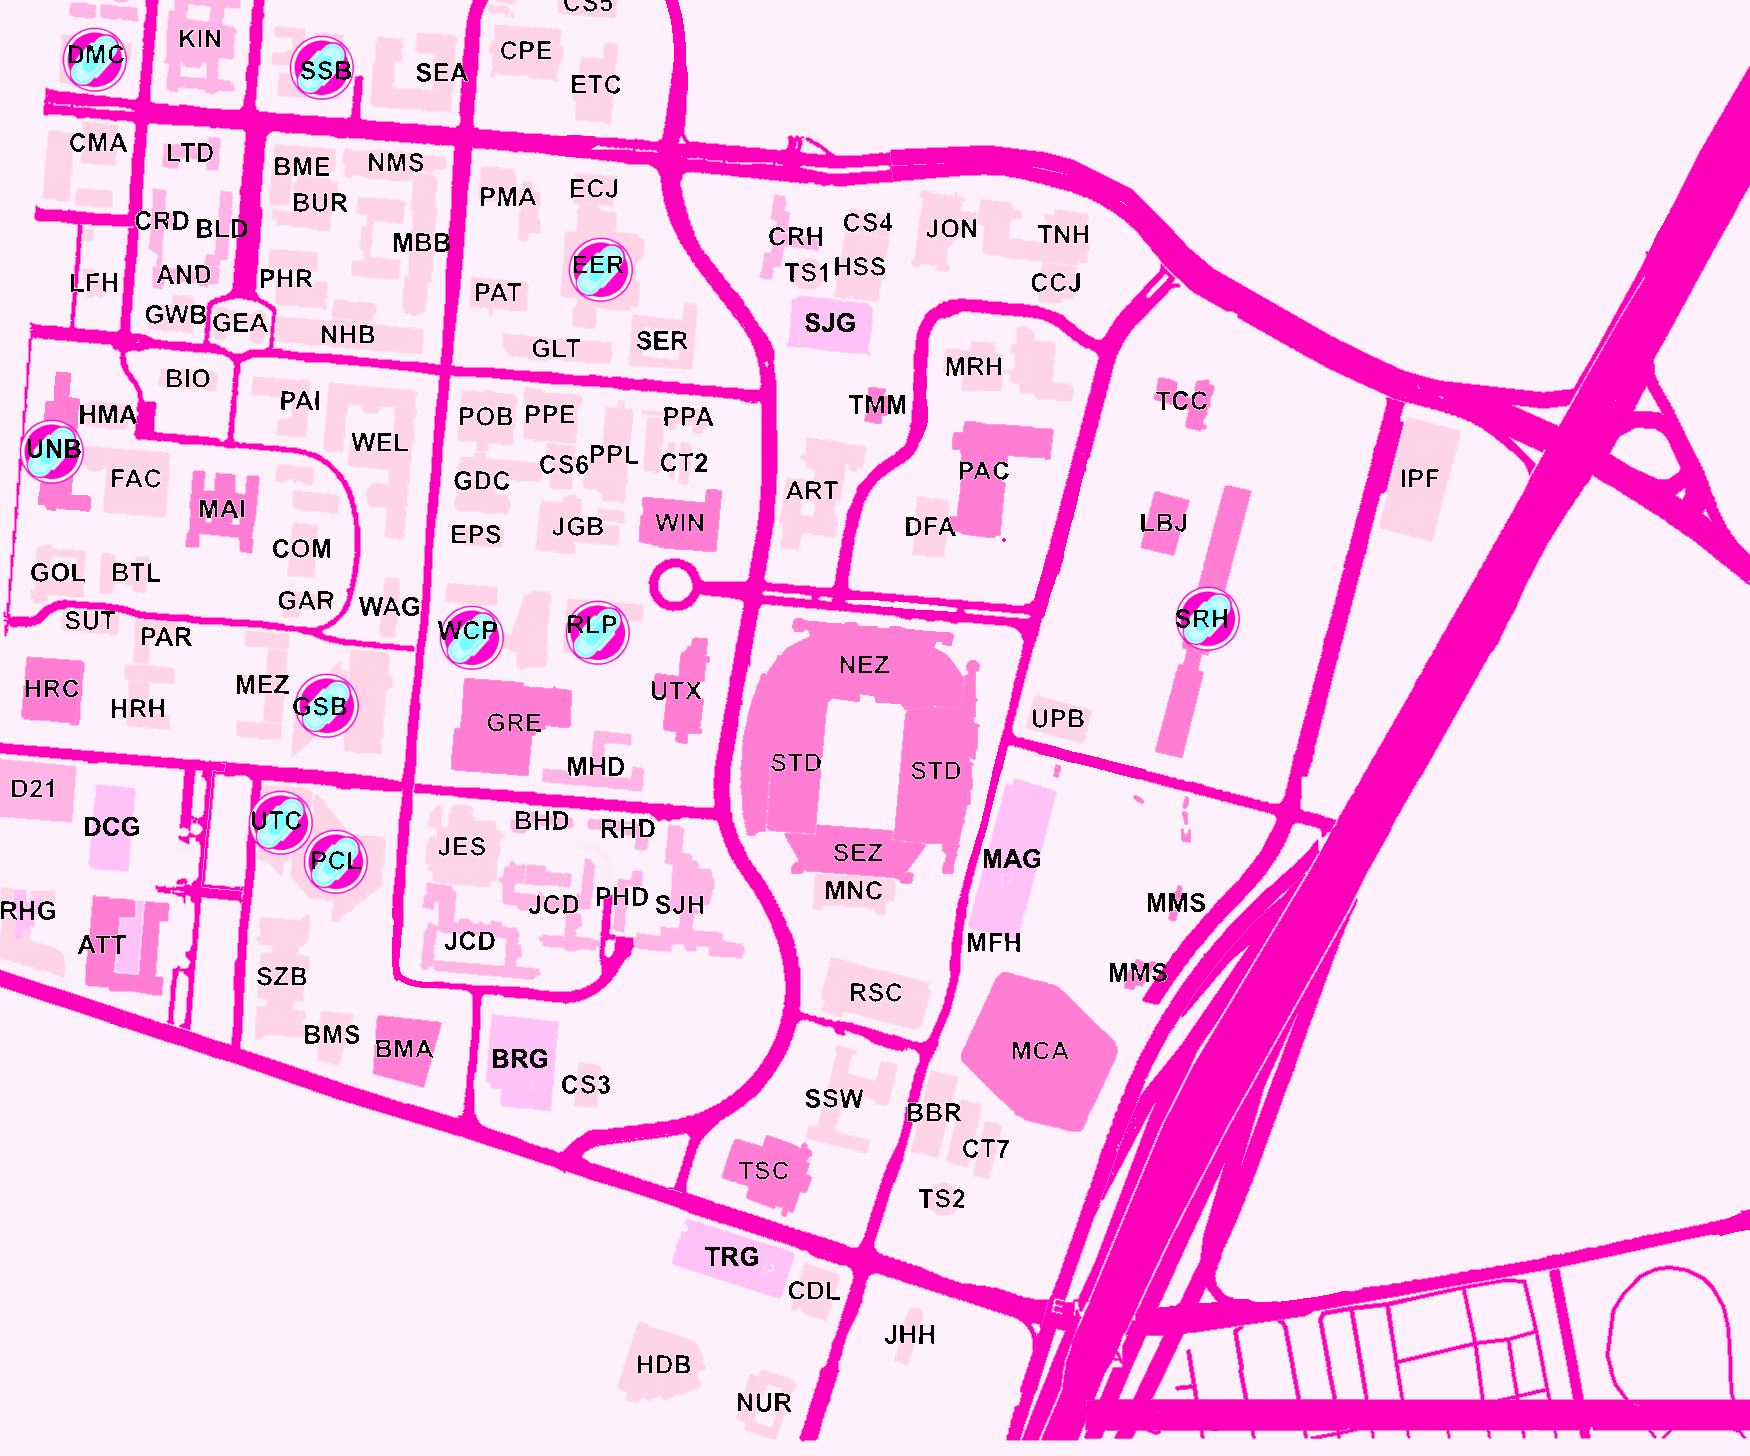 CS5
KIN
DMC
CPE
SSB
SEA
ETC
CMA
LTD
BME
NMS
BUR
PMA
ECJ
CRD
BLD
MBB
CRH
CS4
JON
TNH
LFH
AND
PHR
EER
TS1
HSS
CCJ
PAT
GWB
GEA
NHB
GLT
SER
SJG
BIO
MRH
HMA
PAI
POB
PPE
PPA
TMM
TCC
UNB
WEL
CS6
PPL
CT2
FAC
GDC
PAC
IPF
MAI
ART
EPS
JGB
WIN
DFA
LBJ
COM
GOL
BTL
GAR
WAG
SUT
PAR
WCP
RLP
SRH
HRC
MEZ
GSB
UTX
NEZ
HRH
GRE
UPB
MHD
STD
STD
D21
DCG
UTC
BHD
RHD
PCL
JES
SEZ
MAG
MNC
RHG
ATT
JCD
PHD
SJH
MMS
JCD
MFH
SZB
RSC
MMS
BMS
BMA
BRG
CS3
MCA
SSW
BBR
CT7
TSC
TS2
TRG
CDL
JHH
HDB
NUR